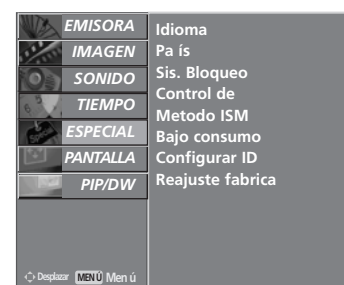 EMISORA
IMAGEN
SONIDO
TIEMPO
ESPECIAL
PANTALLA
PIP/DW
Idioma
Pa ís
Sis. Bloqueo
Control de
Metodo ISM
Bajo consumo
Configurar ID
Reajuste fabrica
Desplazar MENÚ Men ú